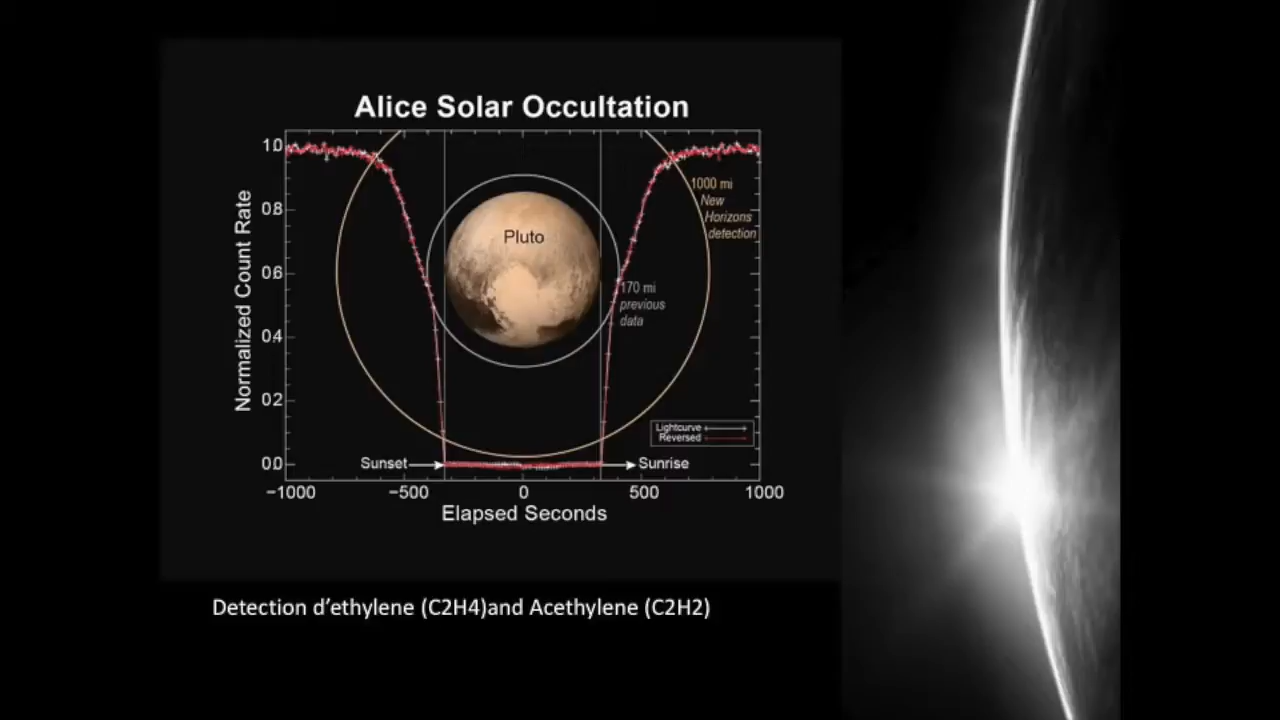 Alice Solar Occultation
Normalized Count Rate
1.0
0.8
0.6
0.4
0.2
0.0
Pluto
1000 mi
New
Horizons
detection
170 mi
previous
data
Lightcurve
Reversed
Sunset
Sunrise
−1000 −500 0 500 1000
Elapsed Seconds
Detection d’ethylene (C2H4)and Acethylene (C2H2)